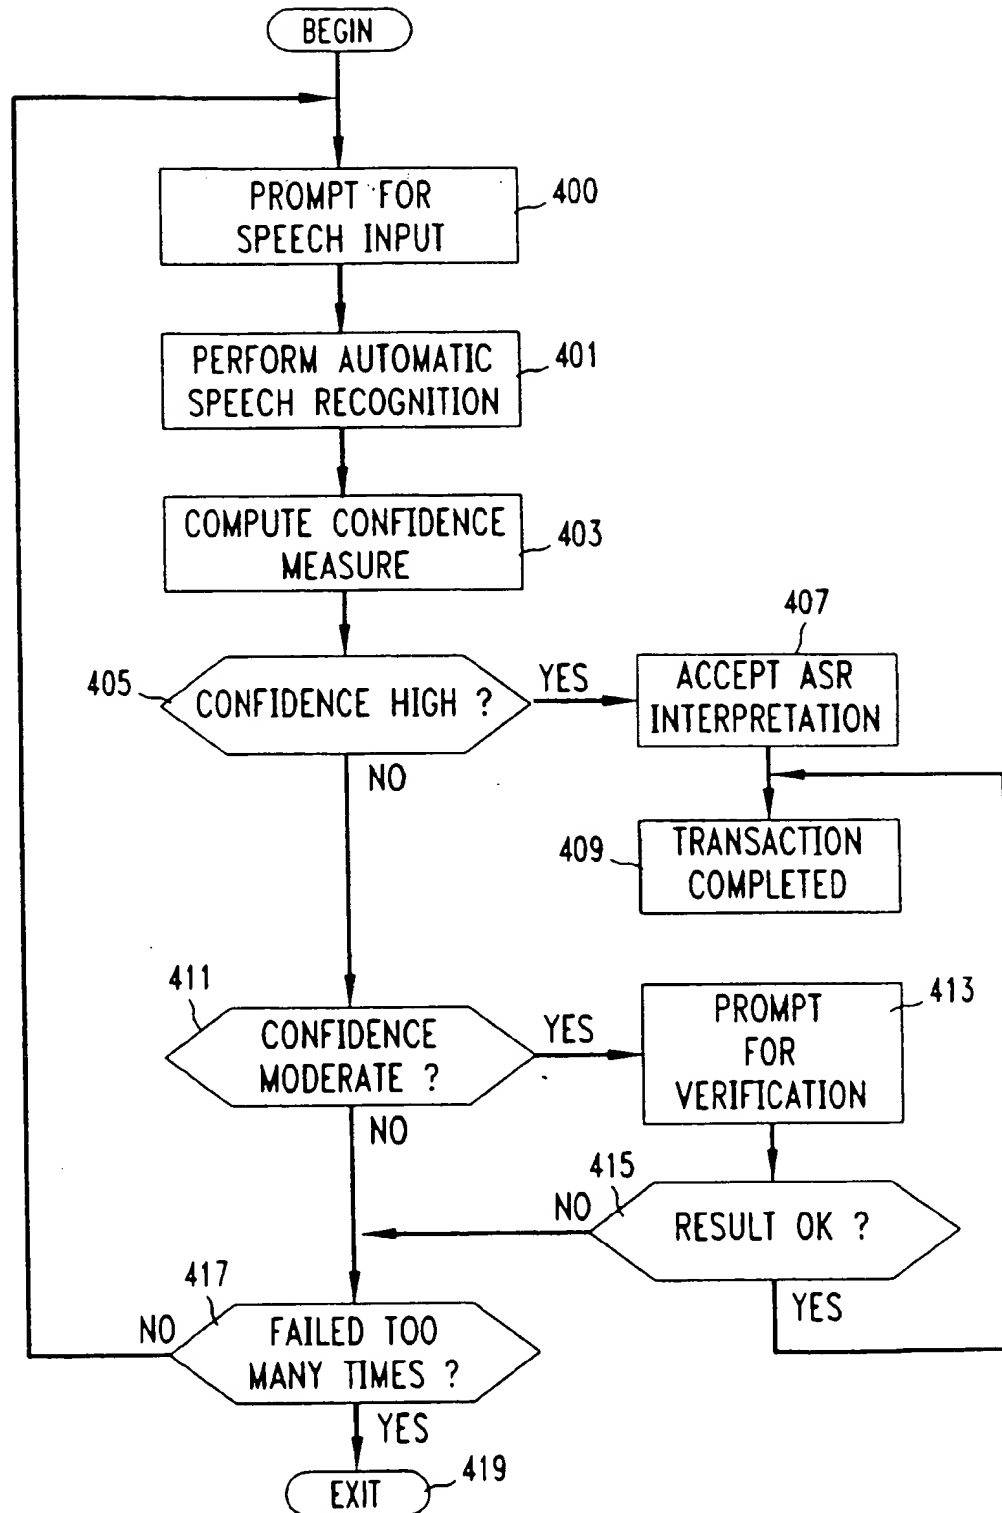 BEGIN
PROMPT FOR
SPEECH INPUT
400
PERFORM AUTOMATIC
SPEECH RECOGNITION
401
COMPUTE CONFIDENCE
MEASURE
403
405
CONFIDENCE HIGH ?
YES
NO
407
ACCEPT ASR
INTERPRETATION
409
TRANSACTION
COMPLETED
411
CONFIDENCE
MODERATE ?
YES
NO
413
PROMPT
FOR
VERIFICATION
415
RESULT OK ?
NO
YES
417
FAILED TOO
MANY TIMES ?
NO
YES
EXIT
419